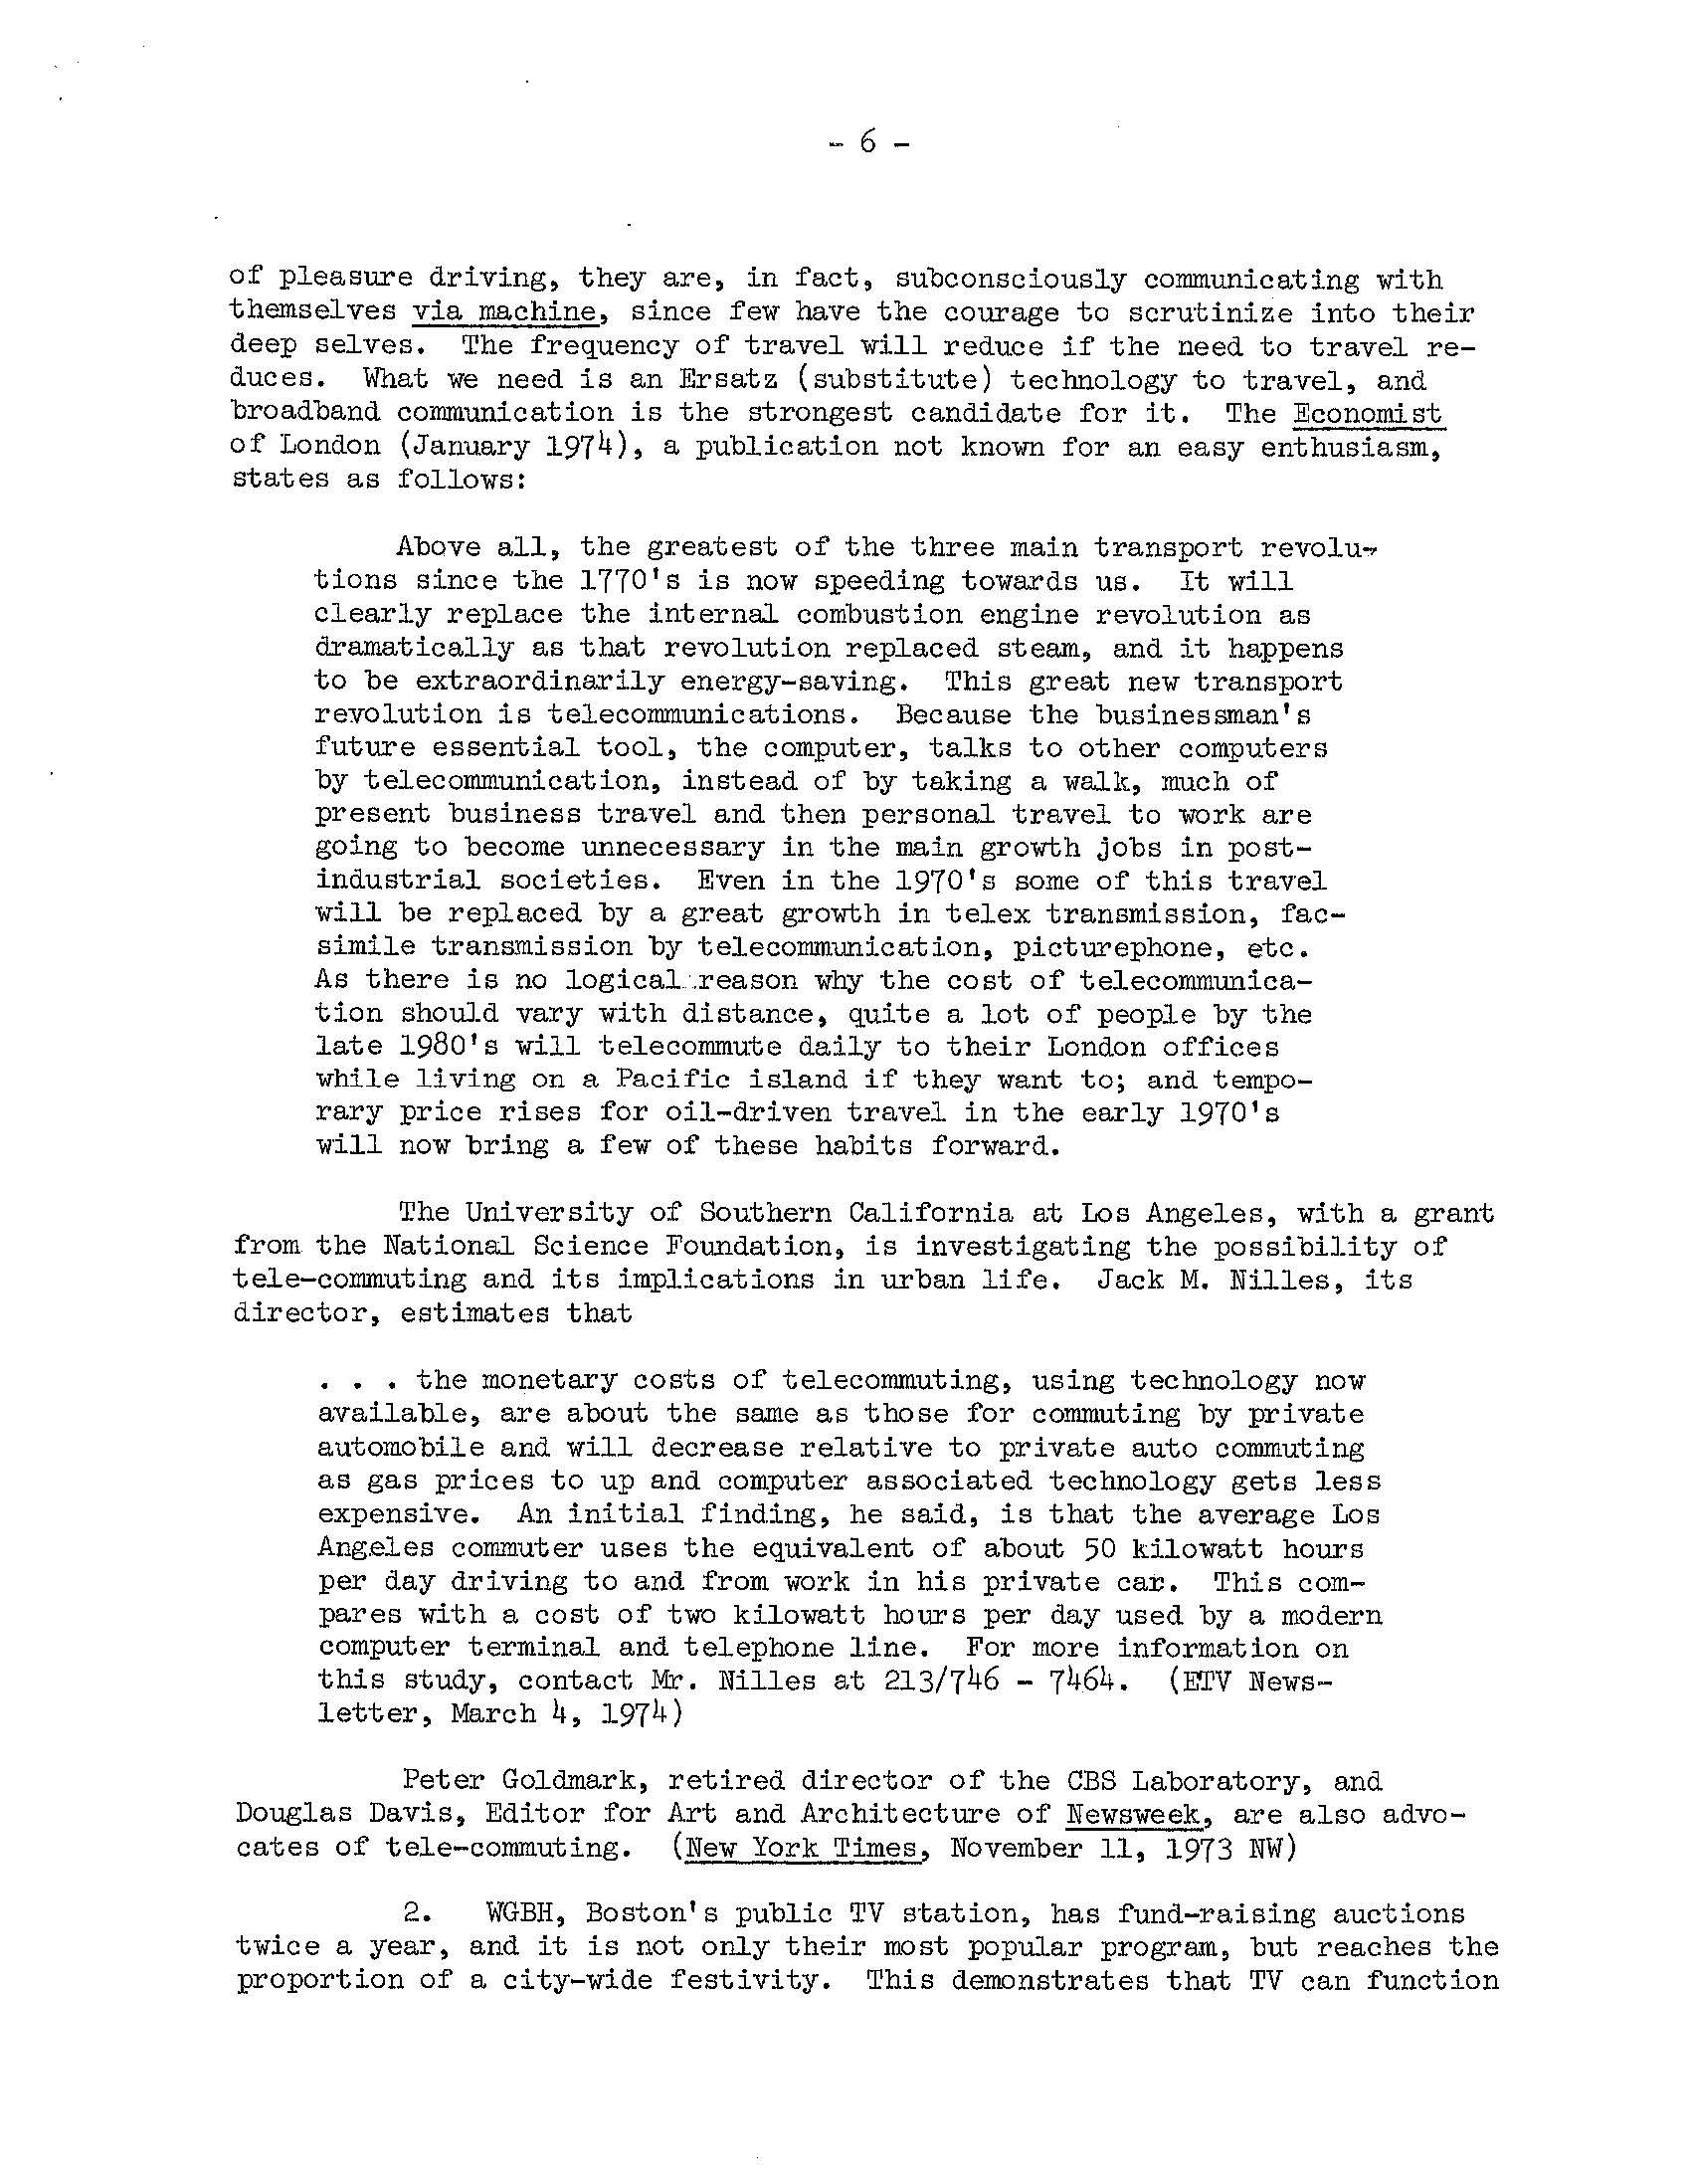 - 6 -
of pleasure driving, they are, in fact, subconsciously communicating with
themselves via machine, since few have the courage to scrutinize into their
deep selves. The frequency of travel will reduce if the need to travel re-
duces. What we need is an Ersatz (substitute) technology to travel, and
broadband communication is the strongest candidate for it. The Economist
of London (January 1974), a publication not known for an easy enthusiasm,
states as follows:
Above all, the greatest of the three main transport revolu-
tions since the 1770's is now speeding towards us. It will
clearly replace the internal combustion engine revolution as
dramatically as that revolution replaced steam, and it happens
to be extraordinarily energy-saving. This great new transport
revolution is telecommunications. Because the businessman's
future essential tool, the computer, talks to other computers
by telecommunication, instead of by taking a walk, much of
present business travel and then personal travel to work are
going to become unnecessary in the main growth jobs in post-
industrial societies. Even in the 1970's some of this travel
will be replaced by a great growth in telex transmission, fac-
simile transmission by telecommunication, picturephone, etc.
As there is no logical reason why the cost of telecommunica-
tion should vary with distance, quite a lot of people by the
late 1980's will telecommute daily to their London offices
while living on a Pacific island if they want to; and tempo-
rary price rises for oil-driven travel in the early 1970's
will now bring a few of these habits forward.
The University of Southern California at Los Angeles, with a grant
from the National Science Foundation, is investigating the possibility of
tele-commuting and its implications in urban life. Jack M. Nilles, its
director, estimates that
. . . the monetary costs of telecommuting, using technology now
available, are about the same as those for commuting by private
automobile and will decrease relative to private auto commuting
as gas prices to up and computer associated technology gets less
expensive. An initial finding, he said, is that the average Los
Angeles commuter uses the equivalent of about 50 kilowatt hours
per day driving to and from work in his private car. This com-
pares with a cost of two kilowatt hours per day used by a modern
computer terminal and telephone line. For more information on
this study, contact Mr. Nilles at 213/746 - 7464. (ETV News-
letter, March 4, 1974)
Peter Goldmark, retired director of the CBS Laboratory, and
Douglas Davis, Editor for Art and Architecture of Newsweek, are also advo-
cates of tele-commuting. (New York Times, November 11, 1973 NW)
2. WGBH, Boston's public TV station, has fund-raising auctions
twice a year, and it is not only their most popular program, but reaches the
proportion of a city-wide festivity. This demonstrates that TV can function